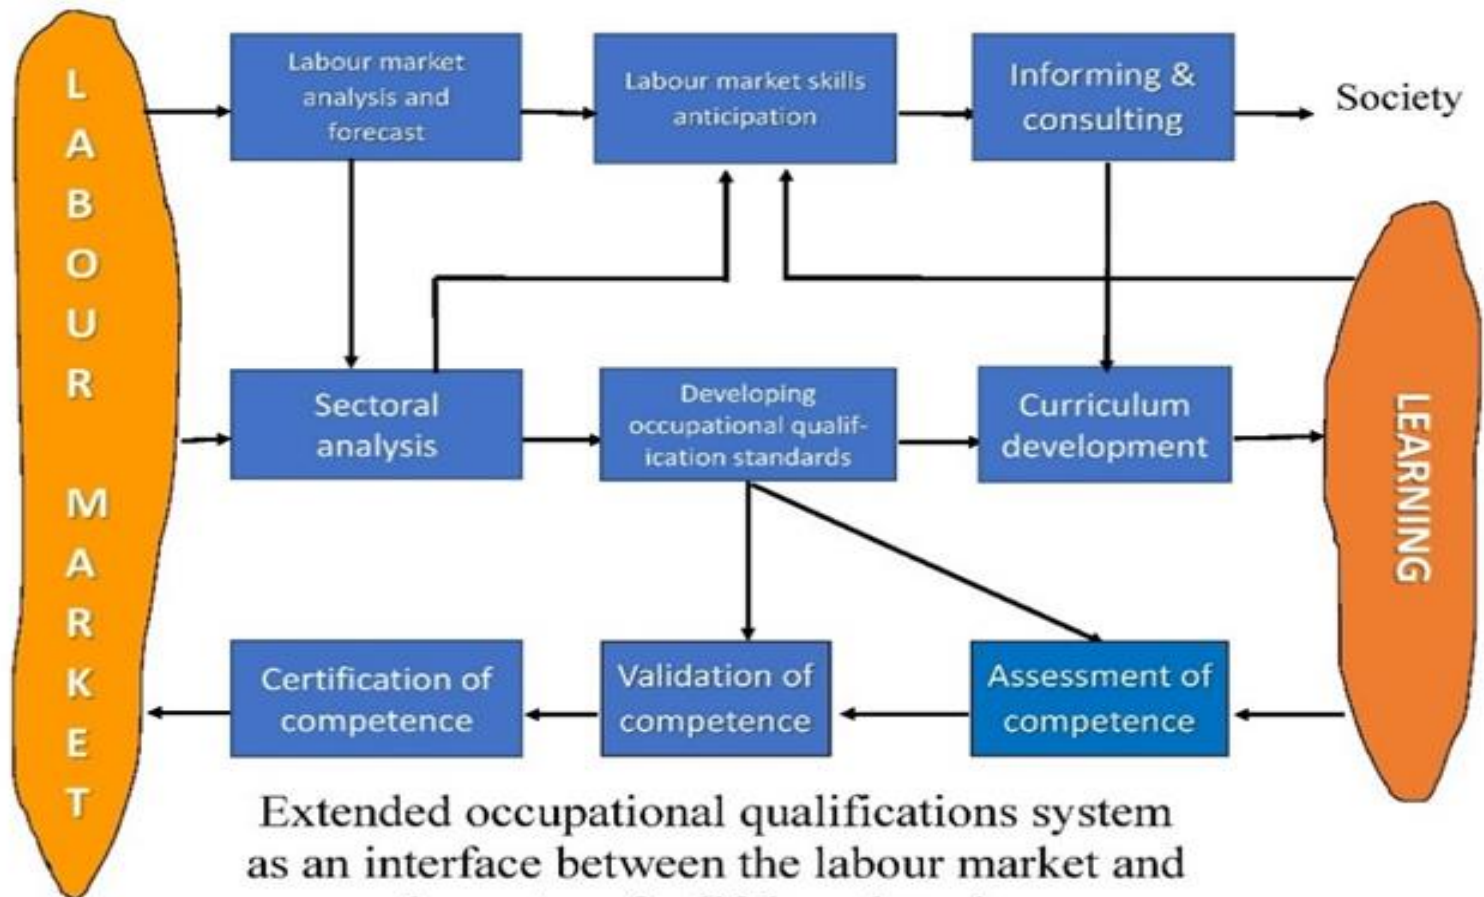 LABOUR MARKET
Labour market
analysis and
forecast
Labour market skills
anticipation
Informing &
consulting
Society
Sectoral
analysis
Developing
occupational qualif-
ication standards
Curriculum
development
LEARNING
Certification of
competence
Validation of
competence
Assessment of
competence
Extended occupational qualifications system
as an interface between the labour market and